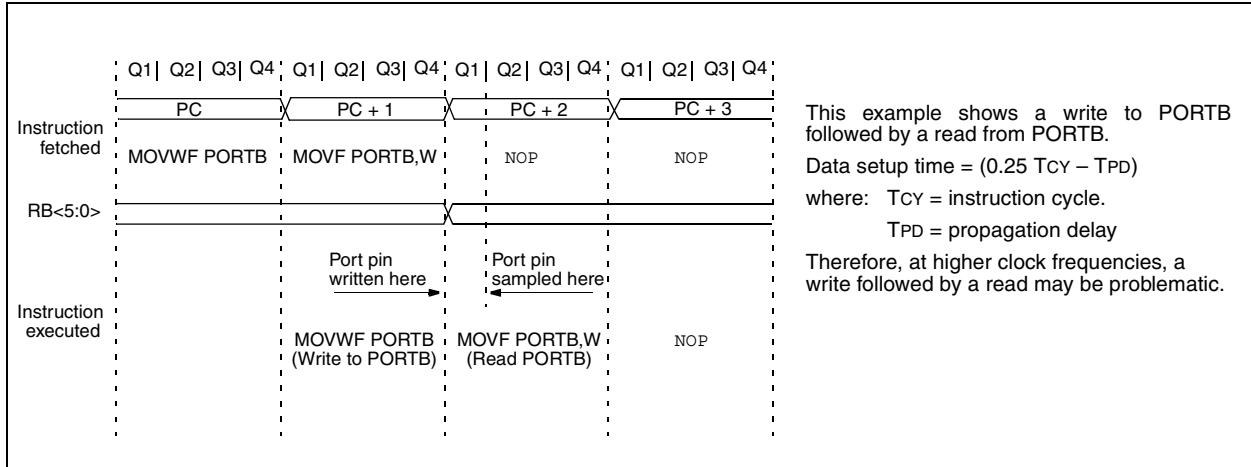 Q1| Q2| Q3| Q4 Q1| Q2| Q3| Q4 Q1| Q2| Q3| Q4 Q1| Q2| Q3| Q4
PC PC + 1 PC + 2 PC + 3
Instruction
fetched
MOVWF PORTB MOVF PORTB,W NOP NOP
RB<5:0>
Port pin
written here
Port pin
sampled here
Instruction
executed
MOVWF PORTB
(Write to PORTB)
MOVF PORTB,W
(Read PORTB)
NOP
This example shows a write to PORTB
followed by a read from PORTB.
Data setup time = (0.25 TCY – TPD)
where: TCY = instruction cycle.
TPD = propagation delay
Therefore, at higher clock frequencies, a
write followed by a read may be problematic.